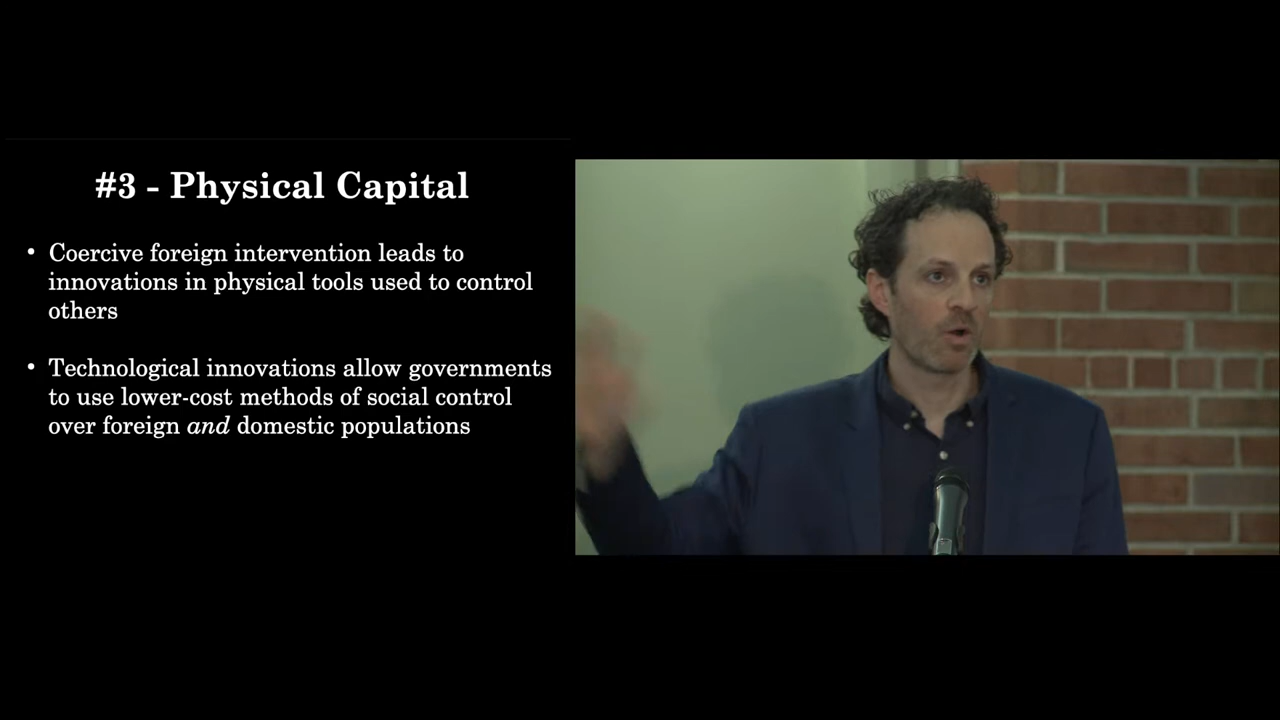 #3 - Physical Capital
• Coercive foreign intervention leads to
innovations in physical tools used to control
others
• Technological innovations allow governments
to use lower-cost methods of social control
over foreign and domestic populations